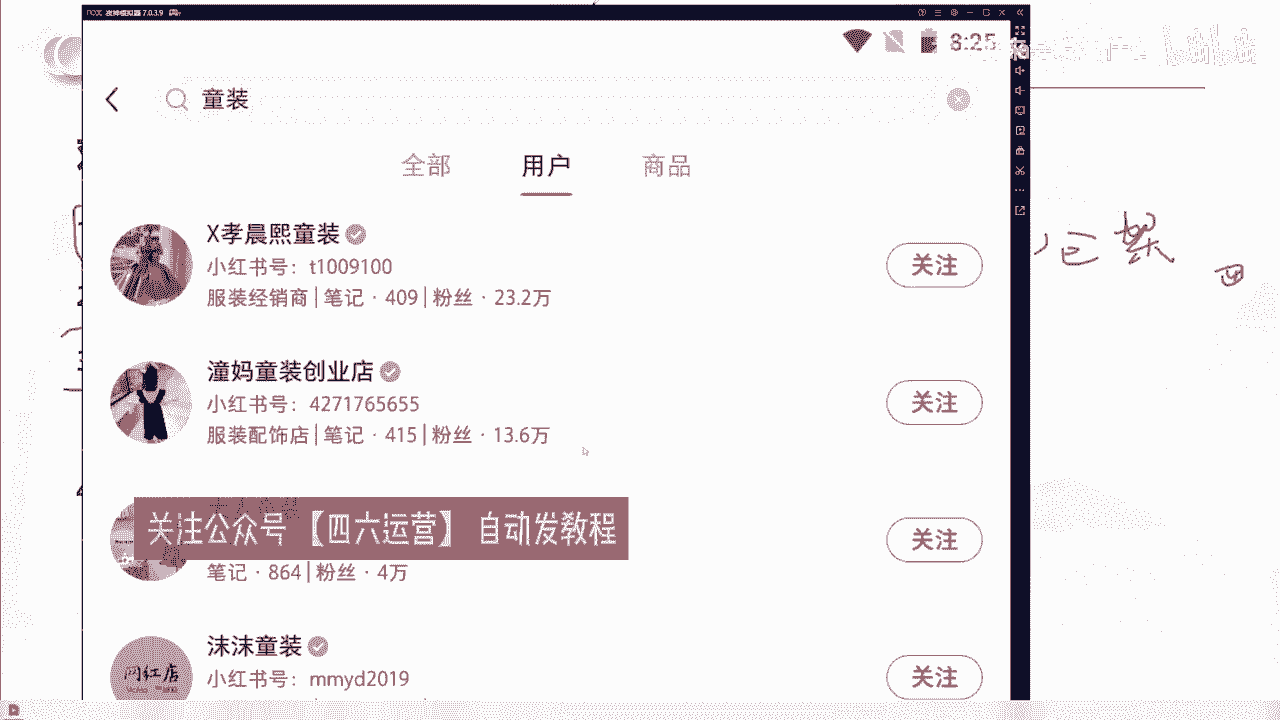 夜神模拟器 7.0.3.9
8:25
童装
全部 用户 商品
X孝晨熙童装
小红书号：t1009100
服装经销商|笔记 · 409|粉丝 · 23.2万
关注
潼妈童装创业店
小红书号：4271765655
服装配饰店|笔记 · 415|粉丝 · 13.6万
关注
关注公众号 【四六运营】 自动发教程
笔记 · 864|粉丝 · 4万
关注
沫沫童装
小红书号：mmyd2019
关注